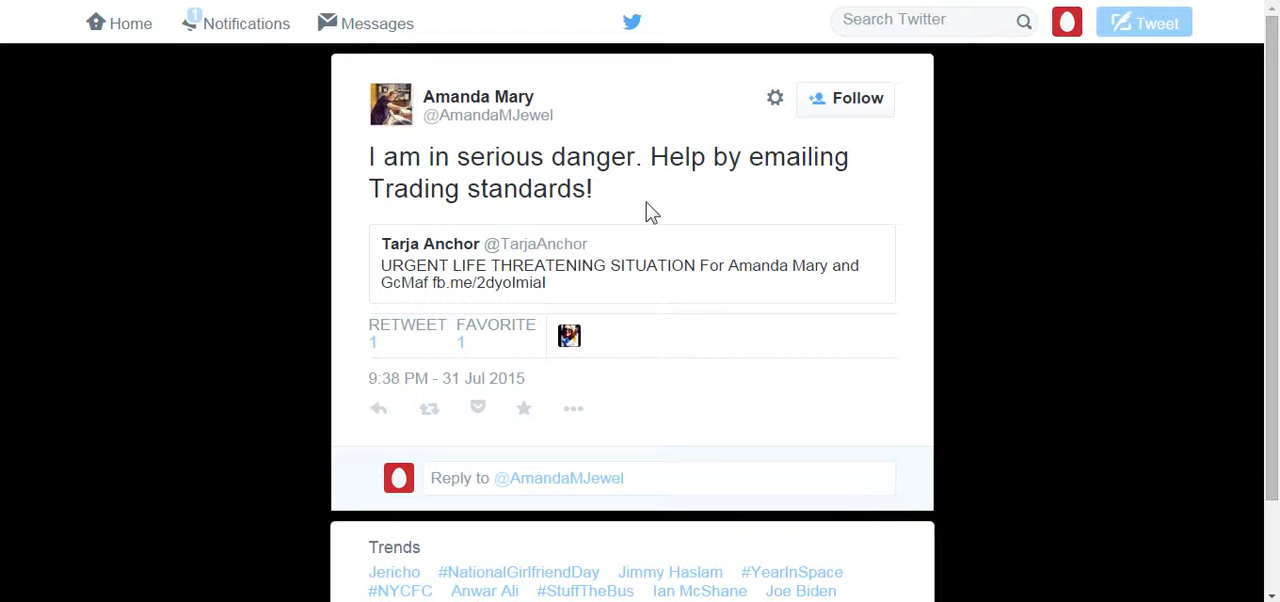 Home 1 Notifications Messages Search Twitter Tweet
Amanda Mary
@AmandaMJewel
Follow
I am in serious danger. Help by emailing
Trading standards!
Tarja Anchor @TarjaAnchor
URGENT LIFE THREATENING SITUATION For Amanda Mary and
GcMaf fb.me/2dyolmial
RETWEET FAVORITE
1 1
9:38 PM - 31 Jul 2015
Reply to @AmandaMJewel
Trends
Jericho #NationalGirlfriendDay Jimmy Haslam #YearInSpace
#NYCFC Anwar Ali #StuffTheBus Ian McShane Joe Biden